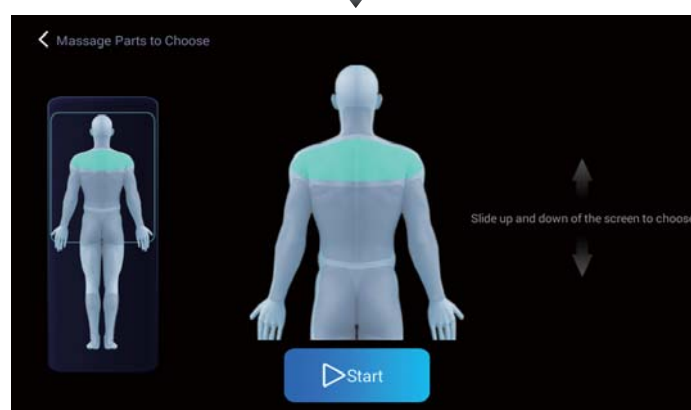 Massage Parts to Choose
Slide up and down of the screen to choose
Start